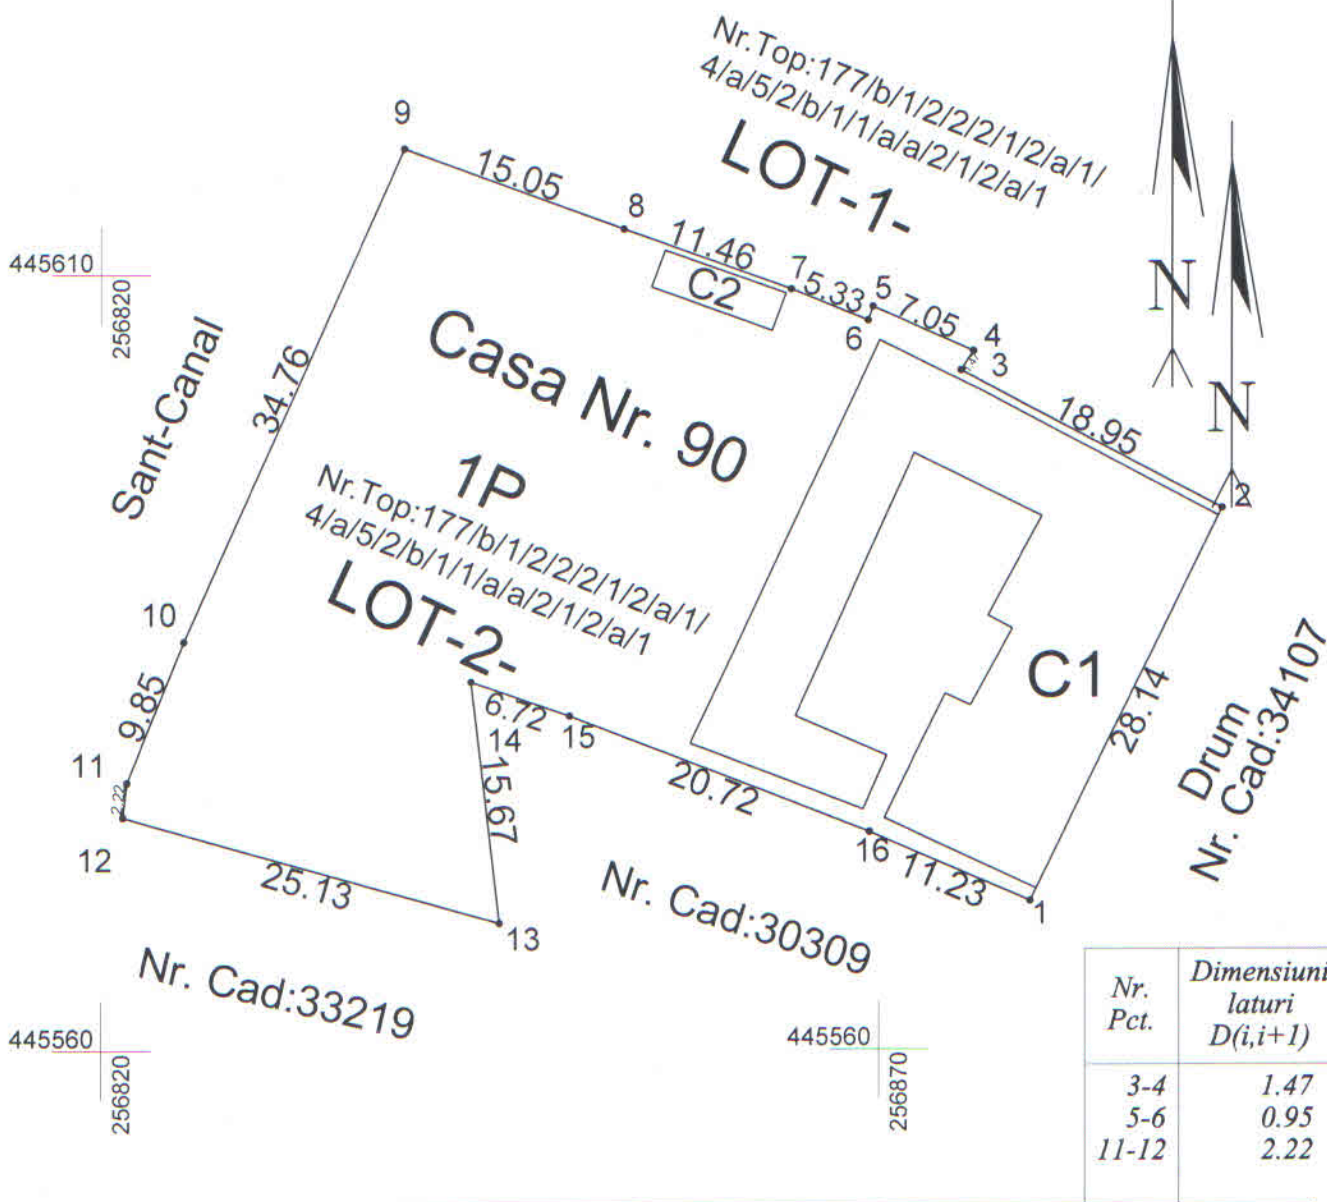 Nr.Top:177/b/1/2/2/2/1/2/a/1/
4/a/5/2/b/1/1/a/a/2/1/2/a/1
LOT-1-
9
15.05
8
11.46
7
5.33
5
7.05
4
6
3
1.47
C2
18.95
2
N
N
445610
256820
Sant-Canal
34.76
Casa Nr. 90
1P
Nr.Top:177/b/1/2/2/2/1/2/a/1/
4/a/5/2/b/1/1/a/a/2/1/2/a/1
LOT-2-
10
9.85
11
2.22
12
25.13
13
6.72
14
15
15.67
20.72
16
11.23
1
C1
28.14
Drum
Nr. Cad:34107
Nr. Cad:30309
Nr. Cad:33219
445560
256820
445560
256870
Nr.
Pct.
Dimensiuni
laturi
D(i,i+1)
3-4 1.47
5-6 0.95
11-12 2.22